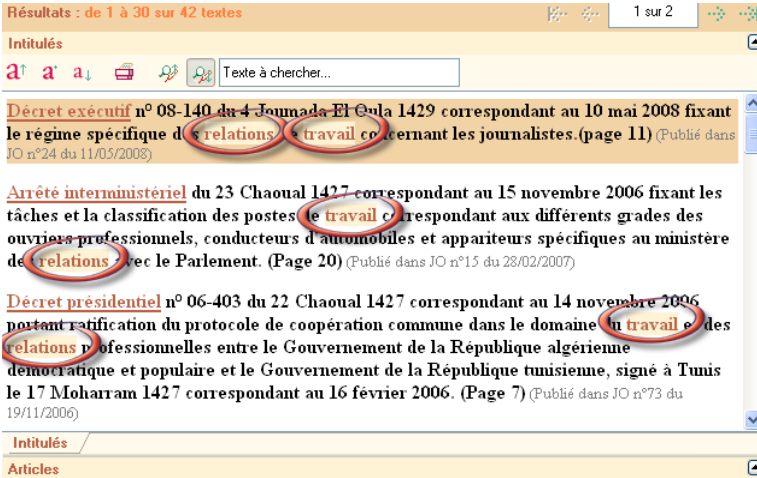 Résultats : de 1 à 30 sur 42 textes
1 sur 2
Intitulés
a↑ a• a↓ Texte à chercher...
Décret exécutif n° 08-140 du 4 Joumada El Oula 1429 correspondant au 10 mai 2008 fixant
le régime spécifique des relations de travail concernant les journalistes.(page 11) (Publié dans
JO n°24 du 11/05/2008)
Arrêté interministériel du 23 Chaoual 1427 correspondant au 15 novembre 2006 fixant les
tâches et la classification des postes de travail correspondant aux différents grades des
ouvriers professionnels, conducteurs d'automobiles et appariteurs spécifiques au ministère
des relations avec le Parlement. (Page 20) (Publié dans JO n°15 du 28/02/2007)
Décret présidentiel n° 06-403 du 22 Chaoual 1427 correspondant au 14 novembre 2006
portant ratification du protocole de coopération commune dans le domaine du travail et des
relations professionnelles entre le Gouvernement de la République algérienne
démocratique et populaire et le Gouvernement de la République tunisienne, signé à Tunis
le 17 Moharram 1427 correspondant au 16 février 2006. (Page 7) (Publié dans JO n°73 du
19/11/2006)
Intitulés
Articles